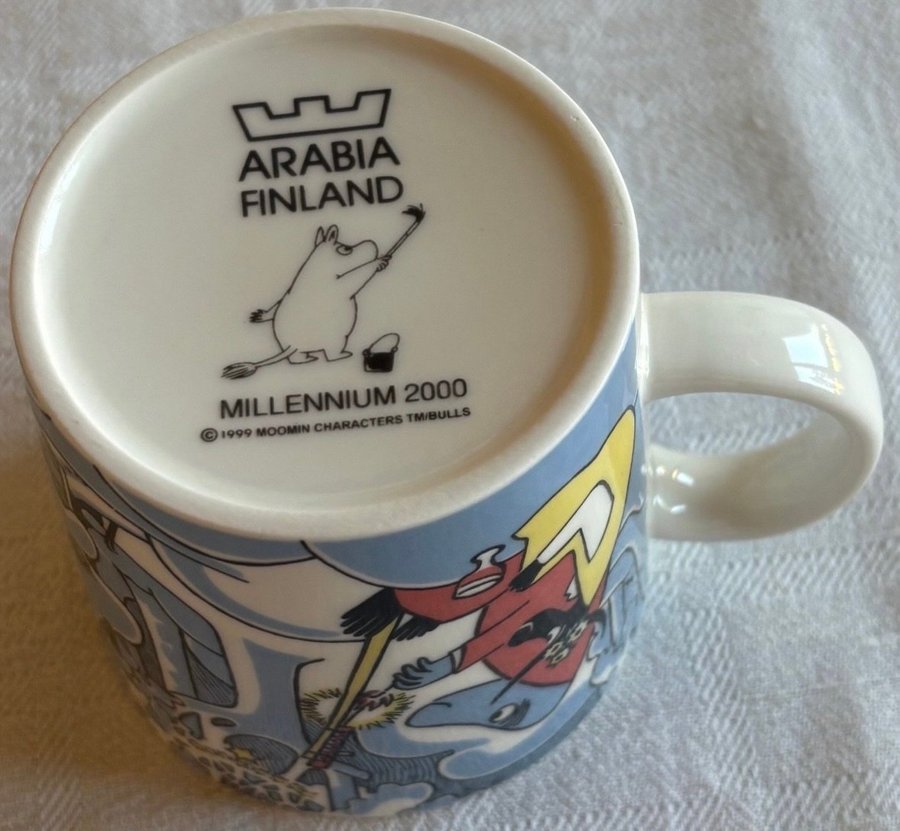 ARABIA
FINLAND
MILLENNIUM 2000
© 1999 MOOMIN CHARACTERS TM/BULLS